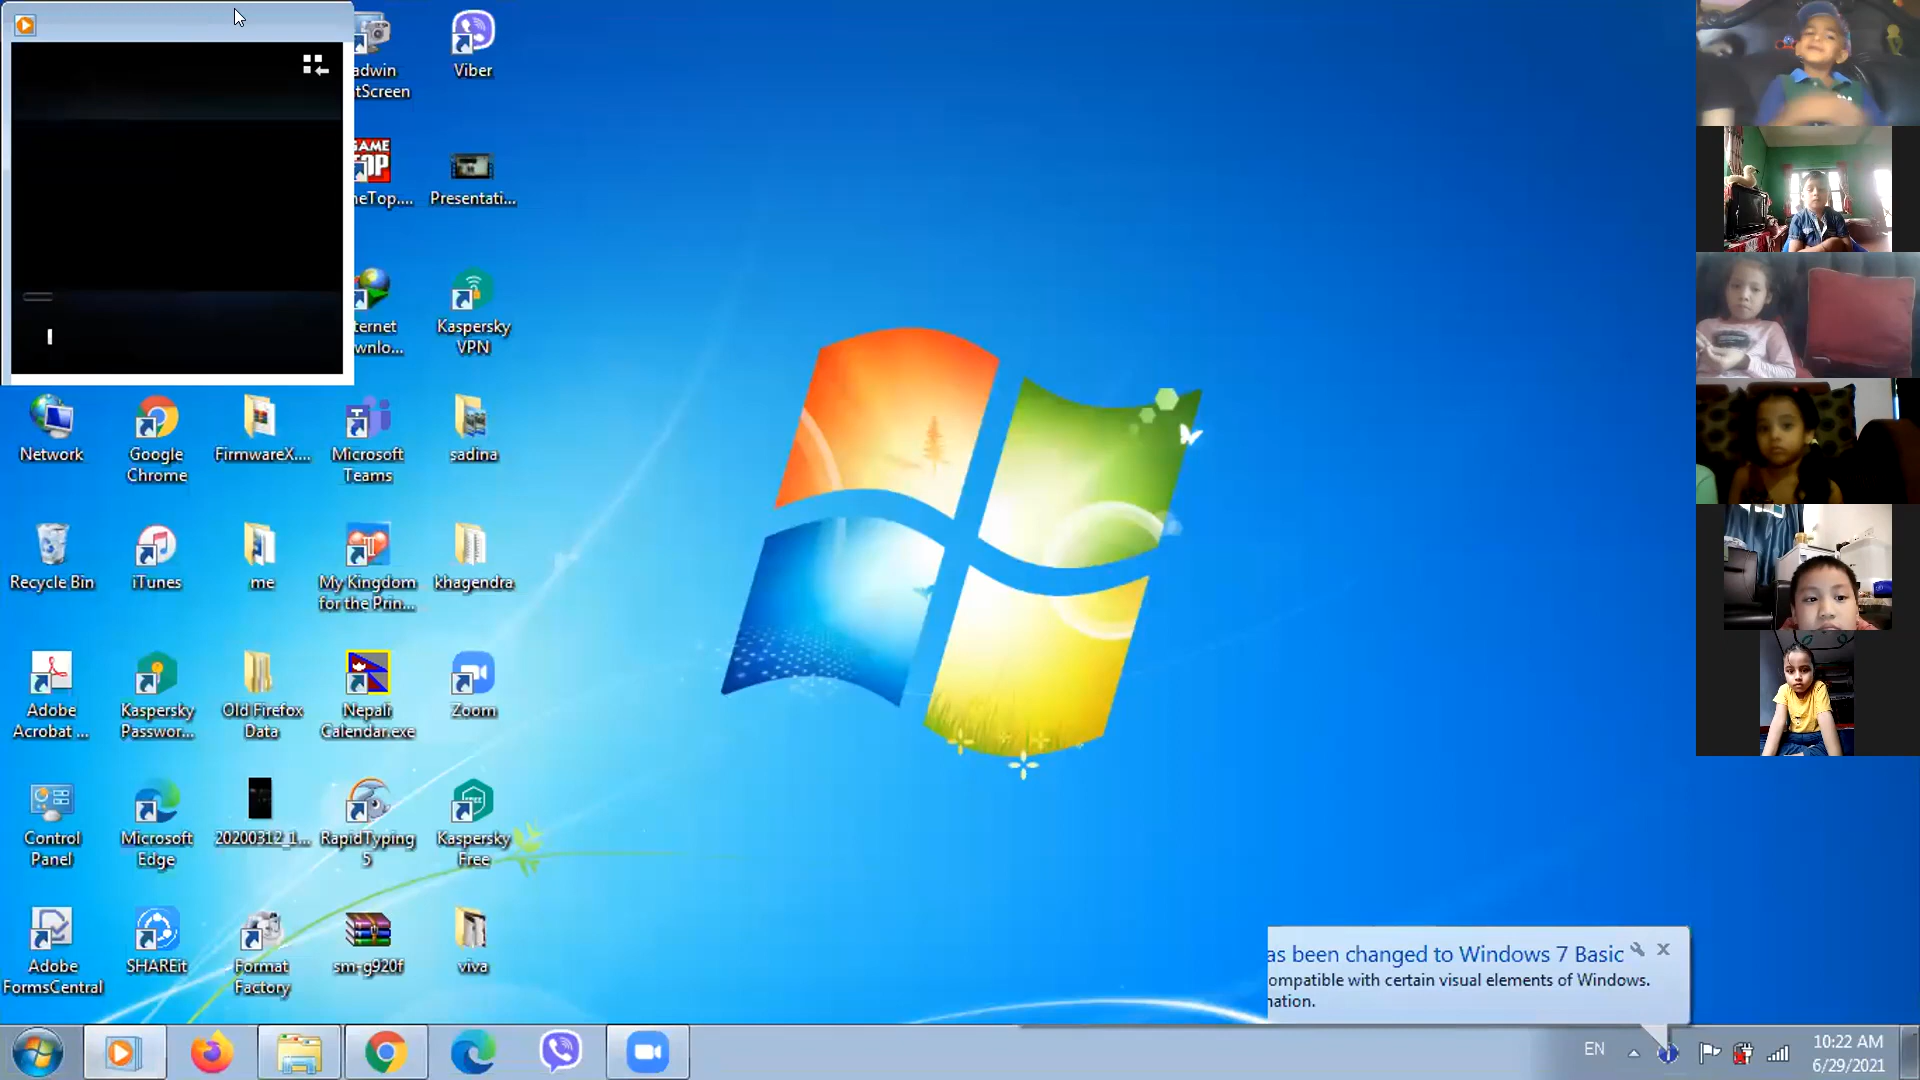 adwin
tScreen
Viber
GAME
TOP
neTop....
Presentati...
ternet
wnlo...
Kaspersky
VPN
Network
Google
Chrome
FirmwareX....
Microsoft
Teams
sadina
Recycle Bin
iTunes
me
My Kingdom
for the Prin...
khagendra
Adobe
Acrobat ...
Kaspersky
Passwor...
Old Firefox
Data
Nepali
Calendar.exe
Zoom
Control
Panel
Microsoft
Edge
20200312_1...
RapidTyping
5
Kaspersky
Free
Adobe
FormsCentral
SHAREit
Format
Factory
sm-g920f
viva
as been changed to Windows 7 Basic
ompatible with certain visual elements of Windows.
nation.
EN
10:22 AM
6/29/2021